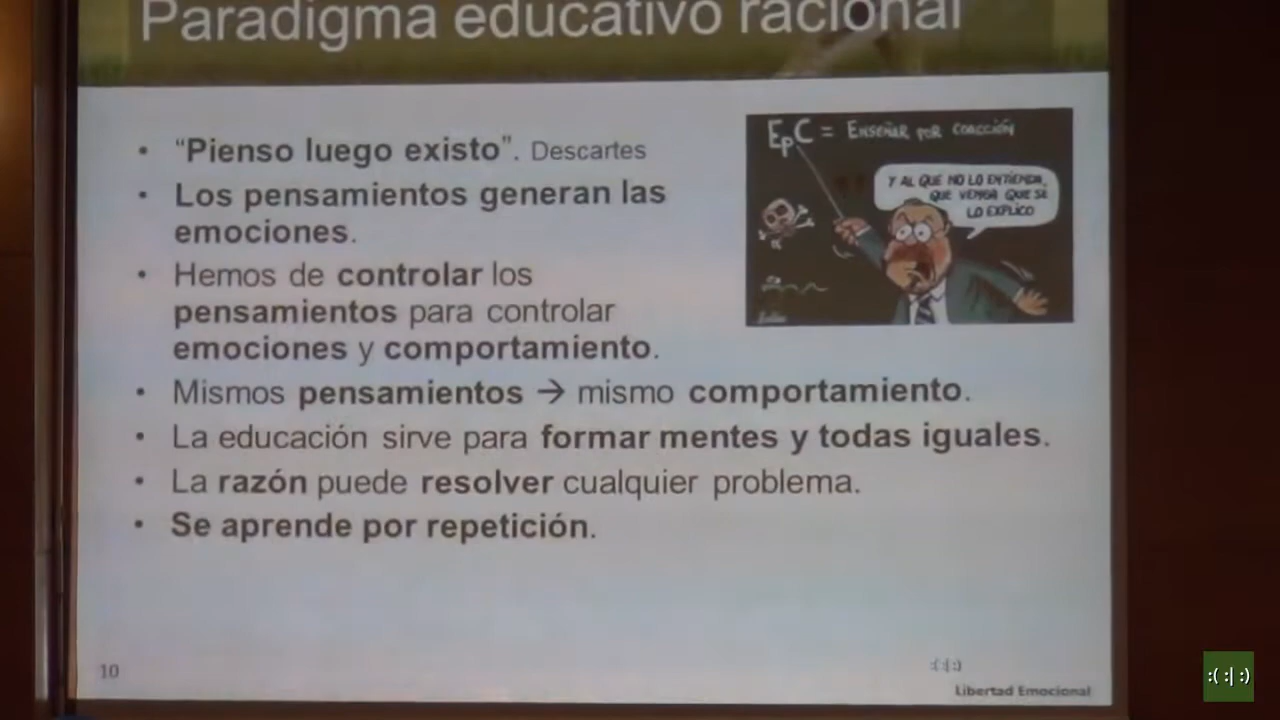 Paradigma educativo racional
• “Pienso luego existo”. Descartes
• Los pensamientos generan las
emociones.
• Hemos de controlar los
pensamientos para controlar
emociones y comportamiento.
• Mismos pensamientos → mismo comportamiento.
• La educación sirve para formar mentes y todas iguales.
• La razón puede resolver cualquier problema.
• Se aprende por repetición.
EpC = ENSEÑAR POR COACCIÓN
Y AL QUE NO LO ENTIENDA,
QUE VENGA QUE SE
LO EXPLICO
10
:( :| :)
Libertad Emocional
:( :| :)